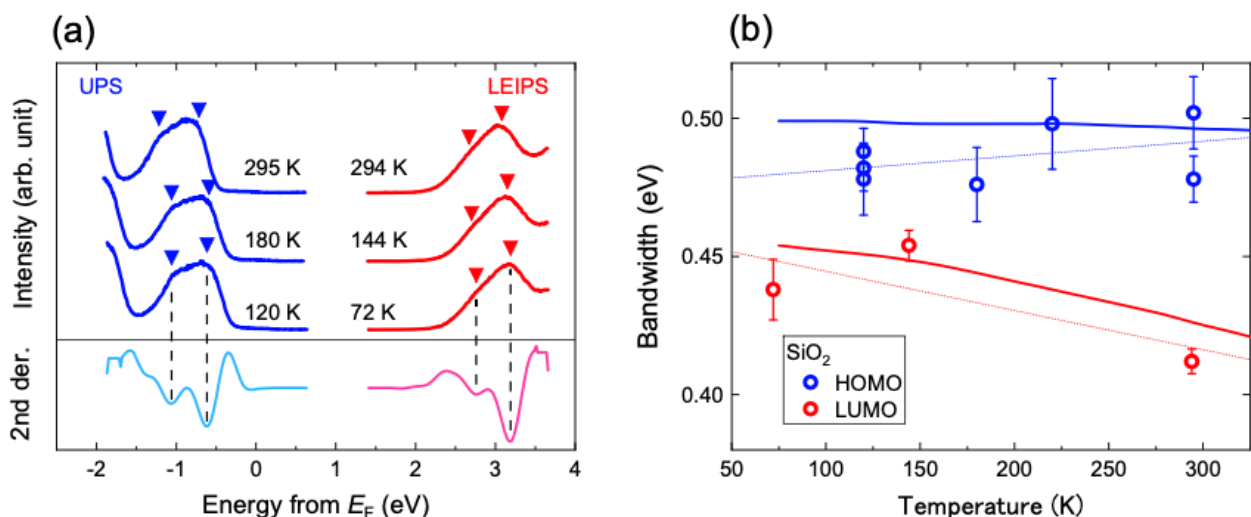 (a)
UPS
LEIPS
295 K
294 K
180 K
144 K
120 K
72 K
Intensity (arb. unit)
2nd der.
-2 -1 0 1 2 3 4
Energy from E_F (eV)
(b)
Bandwidth (eV)
0.50
0.45
0.40
SiO₂
HOMO
LUMO
50 100 150 200 250 300
Temperature (K)